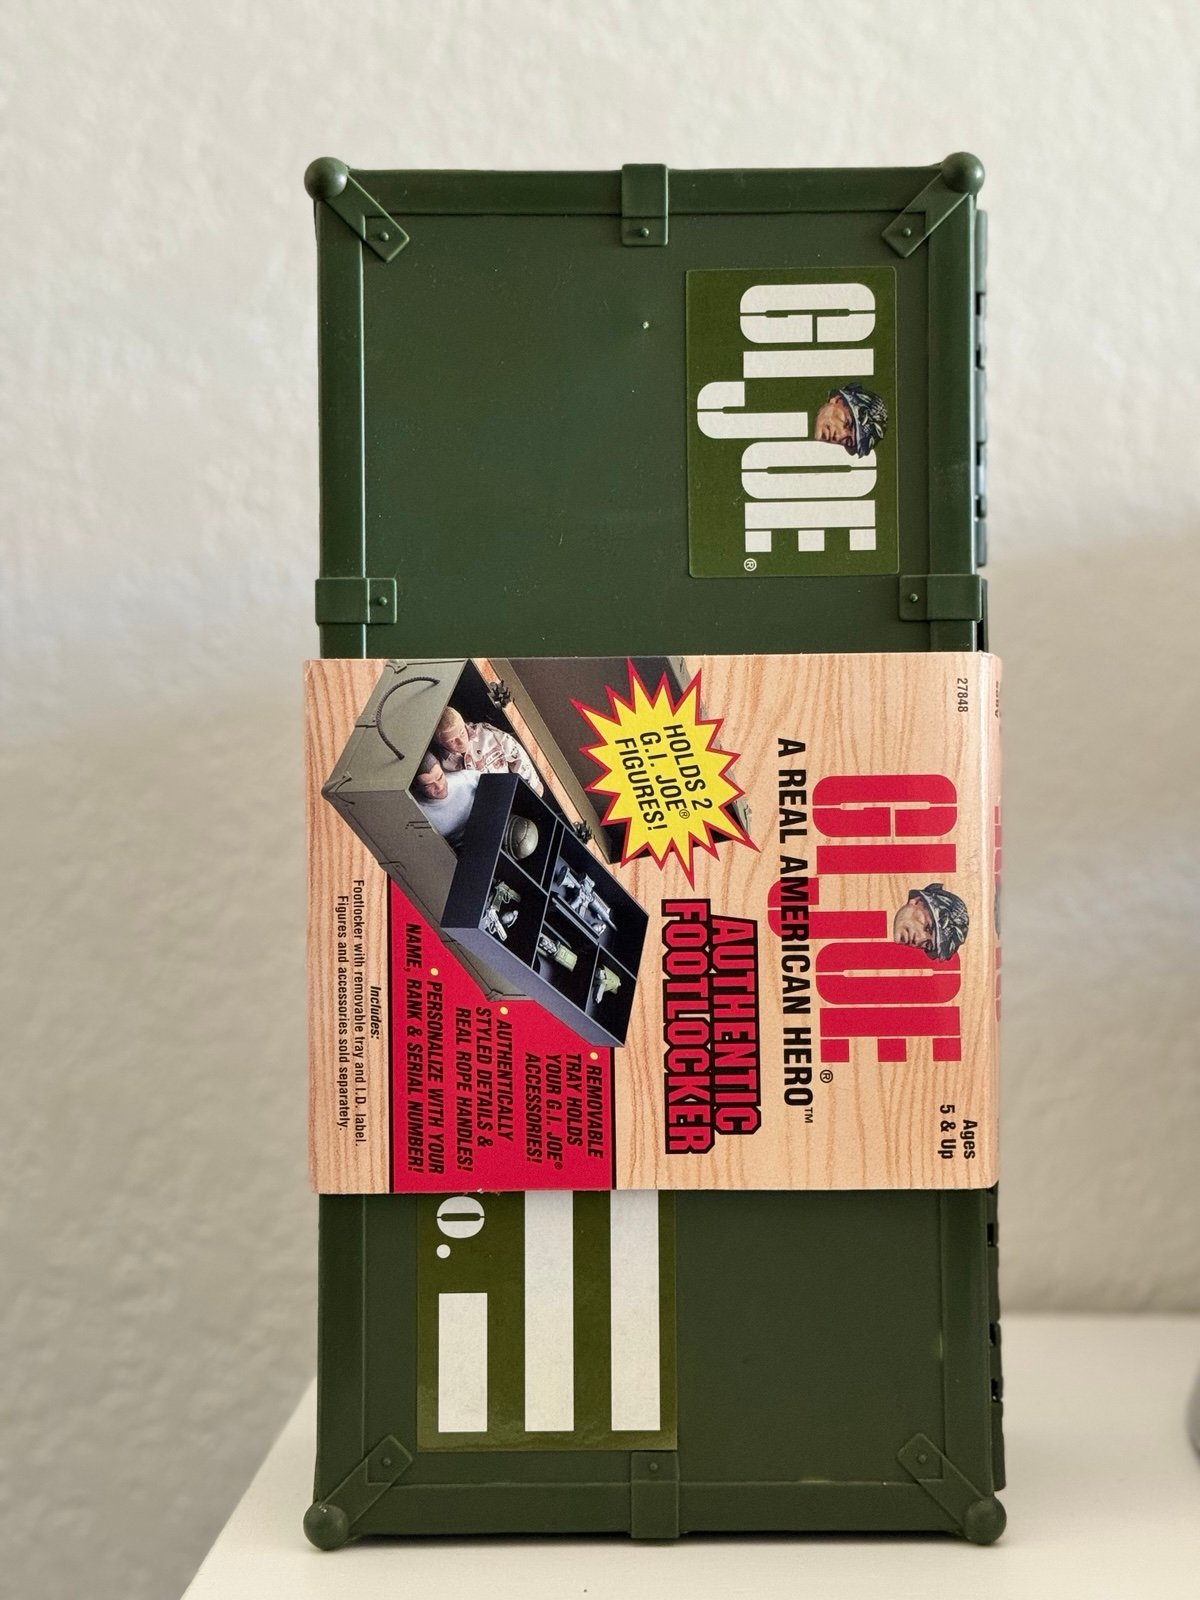 GI JOE®
27848
GI JOE®
A REAL AMERICAN HERO™
Ages
5 & Up
HOLDS 2
G.I. JOE®
FIGURES!
AUTHENTIC
FOOTLOCKER
• REMOVABLE
TRAY HOLDS
YOUR G.I. JOE®
ACCESSORIES!
• AUTHENTICALLY
STYLED DETAILS &
REAL ROPE HANDLES!
• PERSONALIZE WITH YOUR
NAME, RANK & SERIAL NUMBER!
Includes:
Footlocker with removable tray and I.D. label.
Figures and accessories sold separately.
O.